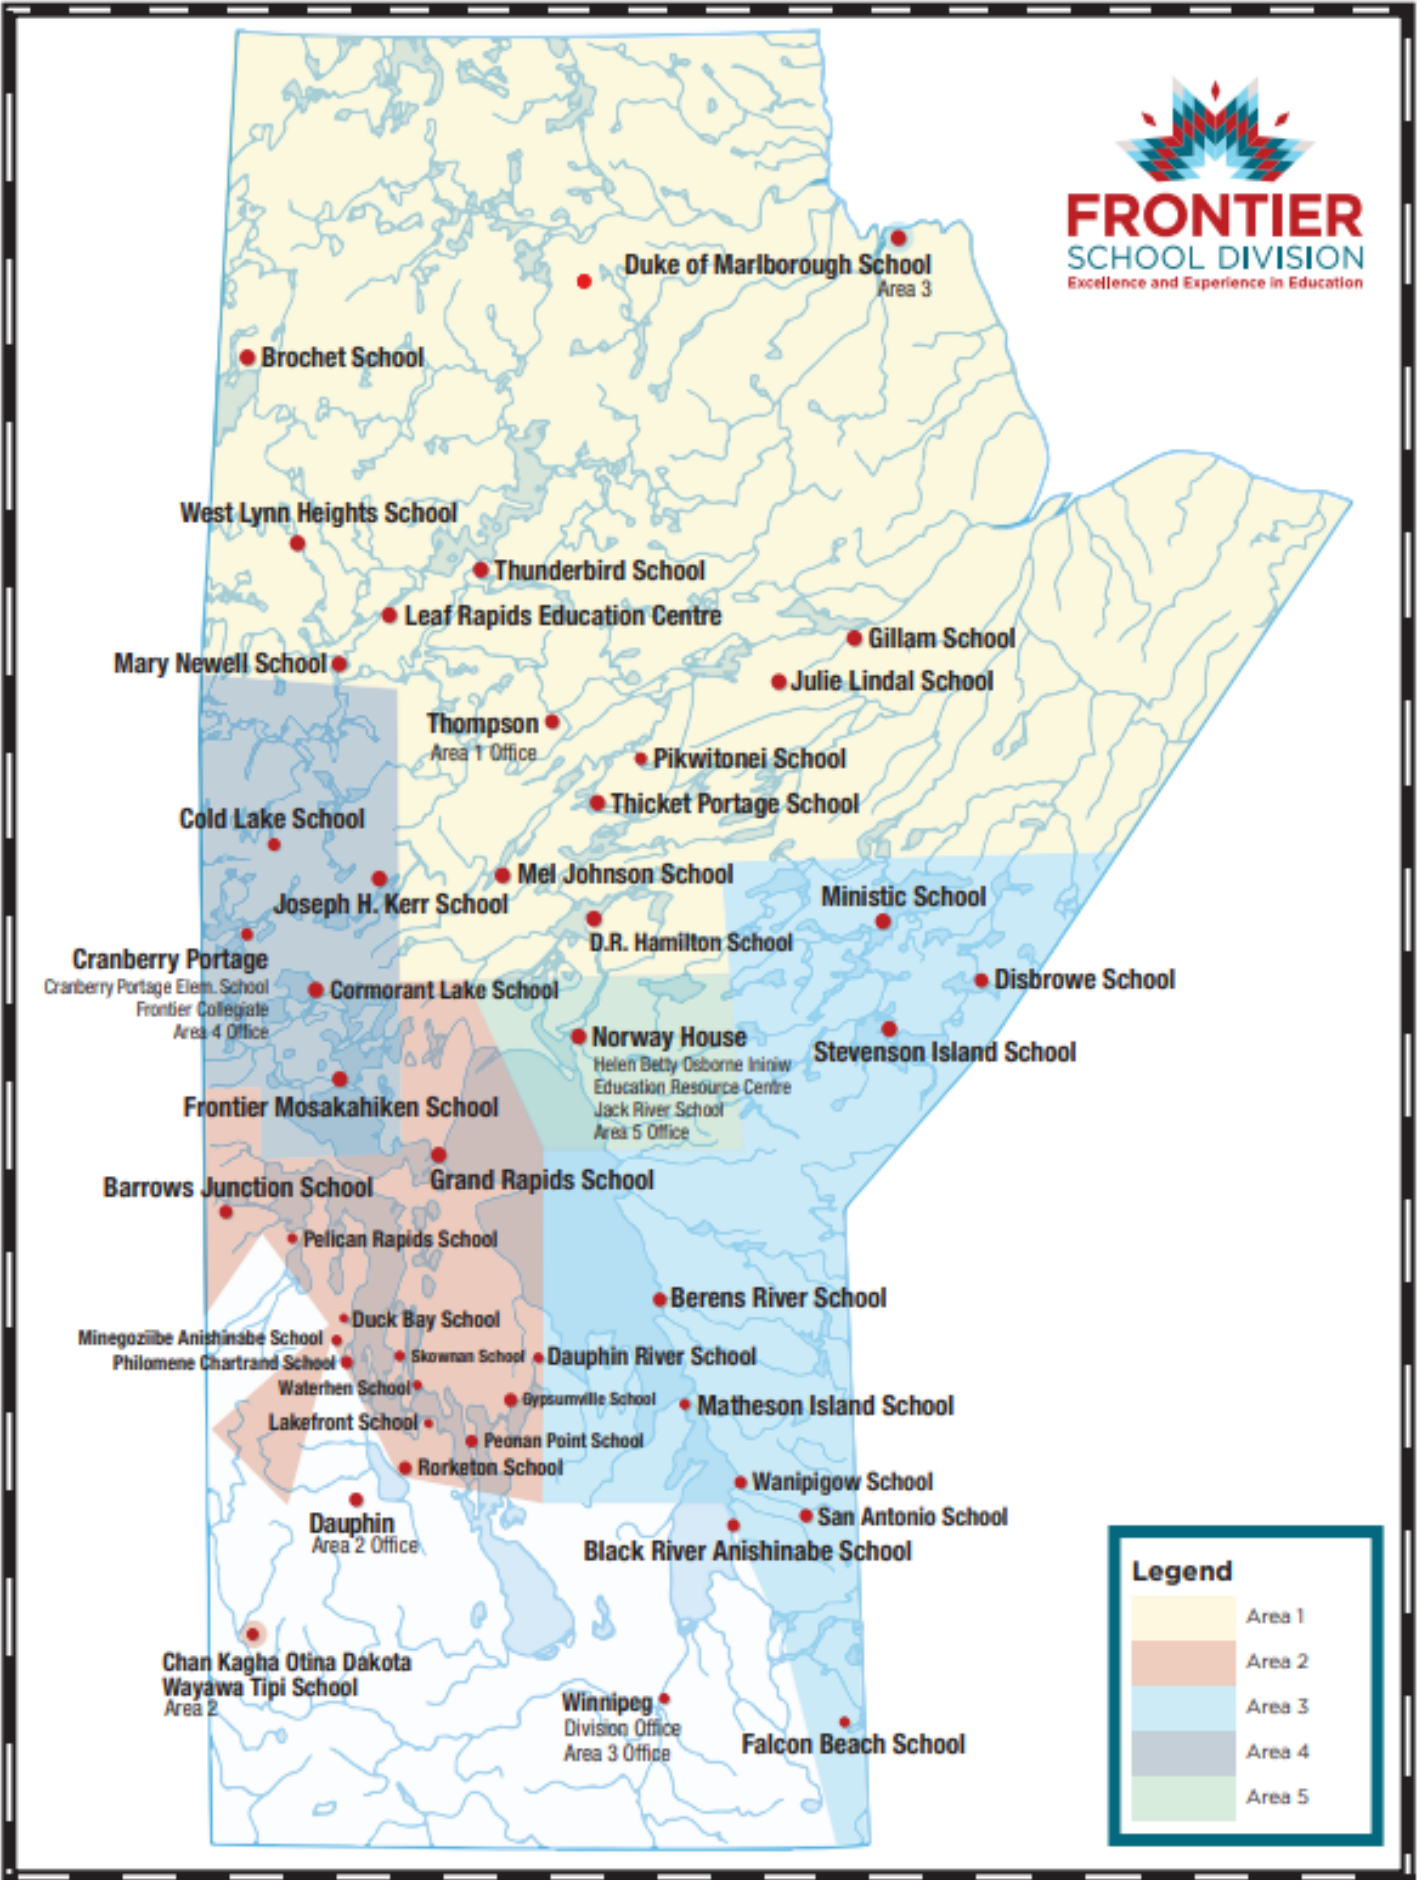 FRONTIER
SCHOOL DIVISION
Excellence and Experience in Education
Duke of Marlborough School
Area 3
Brochet School
West Lynn Heights School
Thunderbird School
Leaf Rapids Education Centre
Gillam School
Mary Newell School
Julie Lindal School
Thompson
Area 1 Office
Pikwitonei School
Thicket Portage School
Cold Lake School
Mel Johnson School
Ministic School
Joseph H. Kerr School
D.R. Hamilton School
Cranberry Portage
Cranberry Portage Elem. School
Frontier Collegiate
Area 4 Office
Disbrowe School
Cormorant Lake School
Norway House
Helen Betty Osborne Ininiw
Education Resource Centre
Jack River School
Area 5 Office
Stevenson Island School
Frontier Mosakahiken School
Grand Rapids School
Barrows Junction School
Pelican Rapids School
Berens River School
Duck Bay School
Minegoziibe Anishinabe School
Philomene Chartrand School
Skownan School
Dauphin River School
Waterhen School
Gypsumville School
Matheson Island School
Lakefront School
Peonan Point School
Rorketon School
Wanipigow School
San Antonio School
Dauphin
Area 2 Office
Black River Anishinabe School
Chan Kagha Otina Dakota
Wayawa Tipi School
Area 2
Winnipeg
Division Office
Area 3 Office
Falcon Beach School
Legend
Area 1
Area 2
Area 3
Area 4
Area 5